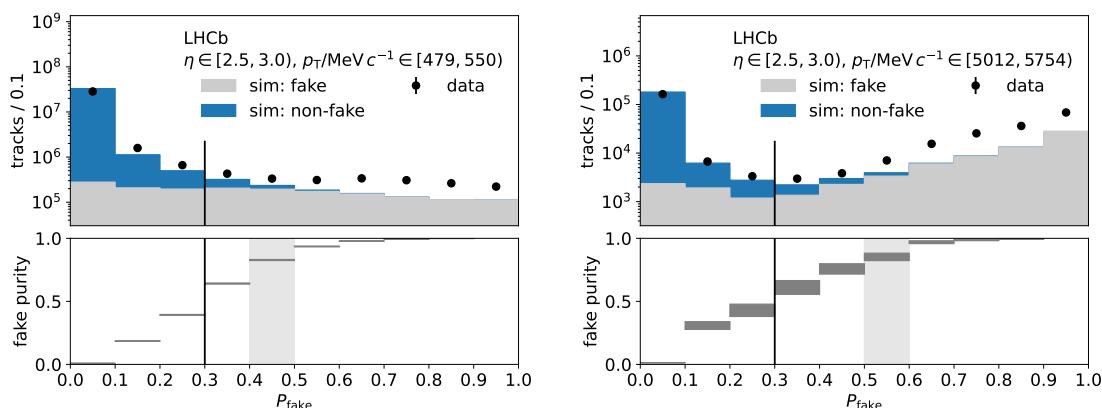 LHCb
η ∈ [2.5, 3.0), p_T/MeV c⁻¹ ∈ [479, 550)
sim: fake
data
sim: non-fake
tracks / 0.1
10⁹
10⁸
10⁷
10⁶
10⁵
fake purity
1.0
0.5
0.0
0.0 0.1 0.2 0.3 0.4 0.5 0.6 0.7 0.8 0.9 1.0
P_fake
LHCb
η ∈ [2.5, 3.0), p_T/MeV c⁻¹ ∈ [5012, 5754)
sim: fake
data
sim: non-fake
tracks / 0.1
10⁶
10⁵
10⁴
10³
fake purity
1.0
0.5
0.0
0.0 0.1 0.2 0.3 0.4 0.5 0.6 0.7 0.8 0.9 1.0
P_fake